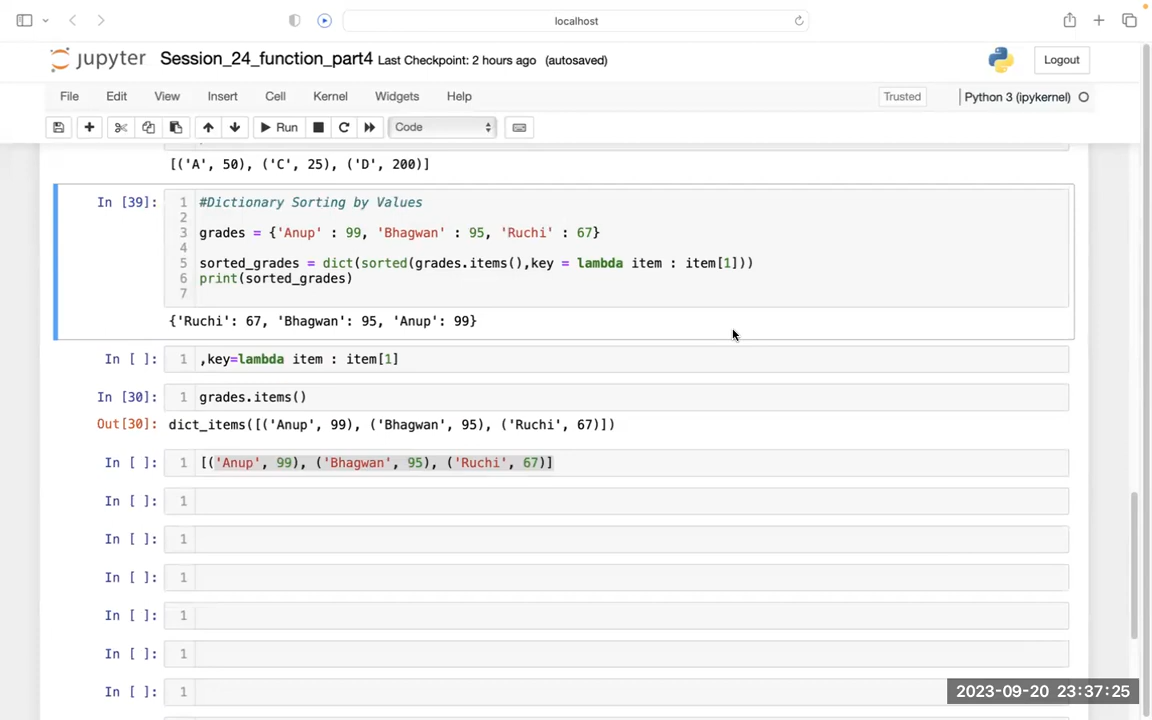 localhost
jupyter Session_24_function_part4 Last Checkpoint: 2 hours ago (autosaved)
Logout
File Edit View Insert Cell Kernel Widgets Help
Trusted
Python 3 (ipykernel)
Run
Code
[('A', 50), ('C', 25), ('D', 200)]
In [39]:
1 #Dictionary Sorting by Values
2
3 grades = {'Anup' : 99, 'Bhagwan' : 95, 'Ruchi' : 67}
4
5 sorted_grades = dict(sorted(grades.items(),key = lambda item : item[1]))
6 print(sorted_grades)
7
{'Ruchi': 67, 'Bhagwan': 95, 'Anup': 99}
In [ ]: 1 ,key=lambda item : item[1]
In [30]: 1 grades.items()
Out[30]: dict_items([('Anup', 99), ('Bhagwan', 95), ('Ruchi', 67)])
In [ ]: 1 [('Anup', 99), ('Bhagwan', 95), ('Ruchi', 67)]
In [ ]: 1
In [ ]: 1
In [ ]: 1
In [ ]: 1
In [ ]: 1
In [ ]: 1
2023-09-20 23:37:25